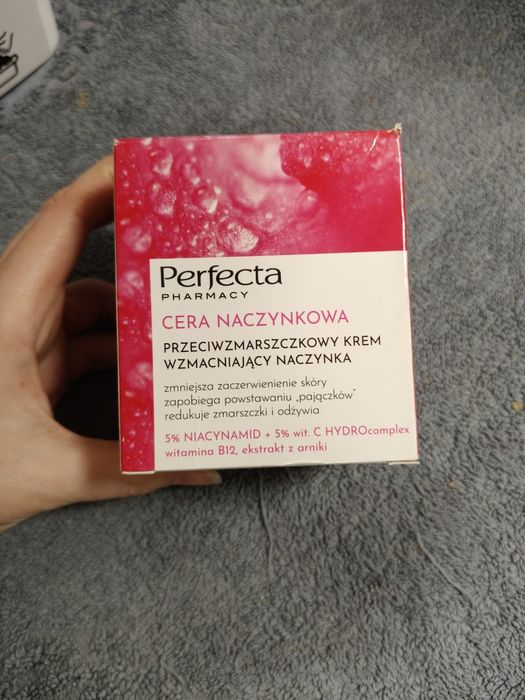 Perfecta
PHARMACY
CERA NACZYNKOWA
PRZECIWZMARSZCZKOWY KREM
WZMACNIAJĄCY NACZYNKA
zmniejsza zaczerwienienie skóry
zapobiega powstawaniu „pajączków”
redukuje zmarszczki i odżywia
5% NIACYNAMID + 5% wit. C HYDROcomplex
witamina B12, ekstrakt z arniki